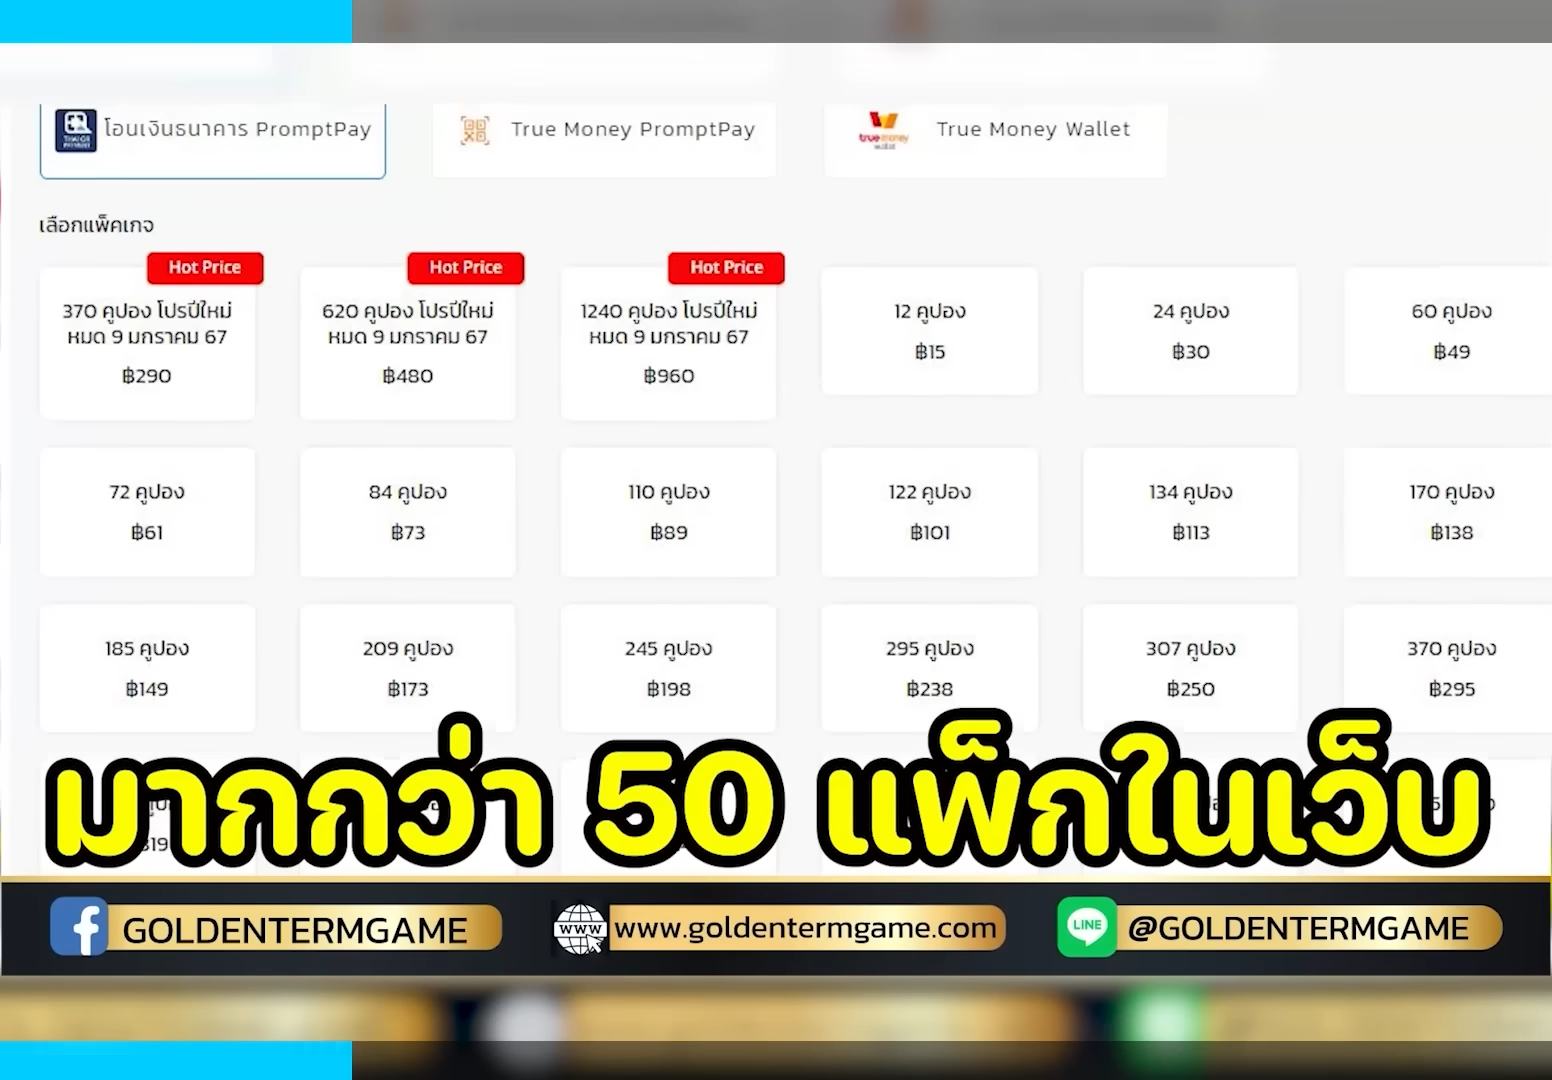 โอนเงินธนาคาร PromptPay
True Money PromptPay
True Money Wallet
THAI QR
PAYMENT
true money
wallet
เลือกแพ็คเกจ
Hot Price
370 คูปอง โปรปีใหม่
หมด 9 มกราคม 67
฿290
Hot Price
620 คูปอง โปรปีใหม่
หมด 9 มกราคม 67
฿480
Hot Price
1240 คูปอง โปรปีใหม่
หมด 9 มกราคม 67
฿960
12 คูปอง
฿15
24 คูปอง
฿30
60 คูปอง
฿49
72 คูปอง
฿61
84 คูปอง
฿73
110 คูปอง
฿89
122 คูปอง
฿101
134 คูปอง
฿113
170 คูปอง
฿138
185 คูปอง
฿149
209 คูปอง
฿173
245 คูปอง
฿198
295 คูปอง
฿238
307 คูปอง
฿250
370 คูปอง
฿295
มากกว่า 50 แพ็กในเว็บ
GOLDENTERMGAME
www
www.goldentermgame.com
LINE
@GOLDENTERMGAME